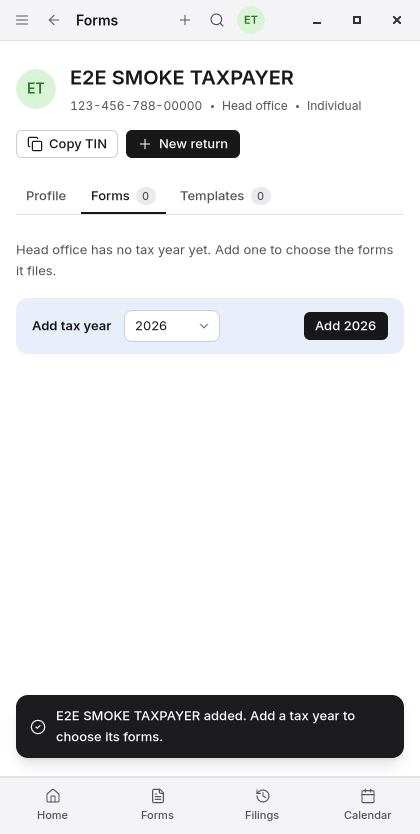 Forms
ET
ET
E2E SMOKE TAXPAYER
123-456-788-00000 • Head office • Individual
Copy TIN
New return
Profile
Forms 0
Templates 0
Head office has no tax year yet. Add one to choose the forms
it files.
Add tax year
2026
Add 2026
E2E SMOKE TAXPAYER added. Add a tax year to
choose its forms.
Home
Forms
Filings
Calendar